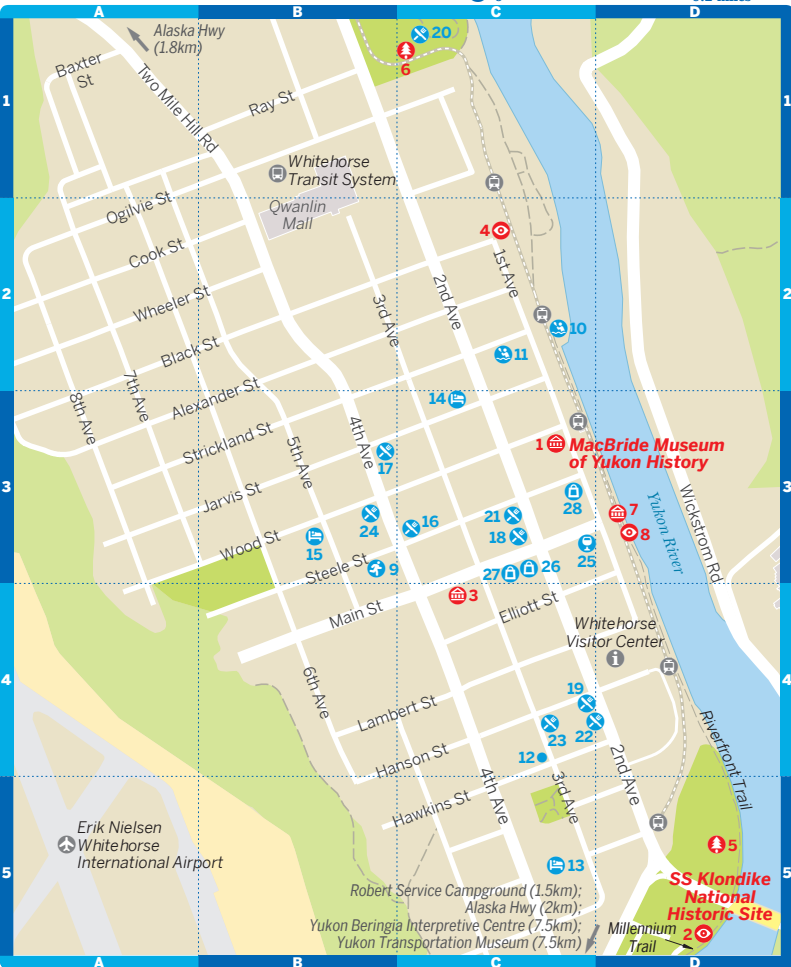 A
B
C
D
Alaska Hwy
(1.8km)
20
6
Baxter
St
Two Mile Hill Rd
Ray St
1
1
Whitehorse
Transit System
Qwanlin
Mall
Ogilvie St
4
1st Ave
Cook St
2
2
Wheeler St
3rd Ave
2nd Ave
10
Black St
11
7th Ave
Alexander St
14
8th Ave
Strickland St
5th Ave
4th Ave
17
1
MacBride Museum
of Yukon History
3
3
Jarvis St
28
Yukon River
Wickstrom Rd
24
16
21
7
15
18
8
Wood St
25
Steele St
9
27
26
3
Main St
Elliott St
Whitehorse
Visitor Center
4
4
6th Ave
Lambert St
19
22
23
12
Hanson St
2nd Ave
Riverfront Trail
4th Ave
3rd Ave
Hawkins St
Erik Nielsen
Whitehorse
International Airport
5
5
5
13
SS Klondike
National
Historic Site
2
Robert Service Campground (1.5km);
Alaska Hwy (2km);
Yukon Beringia Interpretive Centre (7.5km);
Yukon Transportation Museum (7.5km)
Millennium
Trail
A
B
C
D